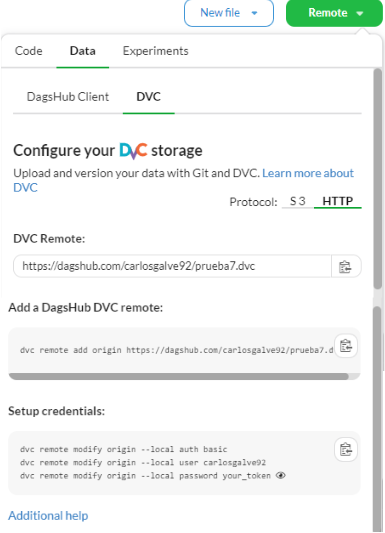 New file
Remote
Code Data Experiments
DagsHub Client DVC
Configure your DVC storage
Upload and version your data with Git and DVC. Learn more about
DVC
Protocol: S3 HTTP
DVC Remote:
https://dagshub.com/carlosgalve92/prueba7.dvc
Add a DagsHub DVC remote:
dvc remote add origin https://dagshub.com/carlosgalve92/prueba7.d
Setup credentials:
dvc remote modify origin --local auth basic
dvc remote modify origin --local user carlosgalve92
dvc remote modify origin --local password your_token
Additional help